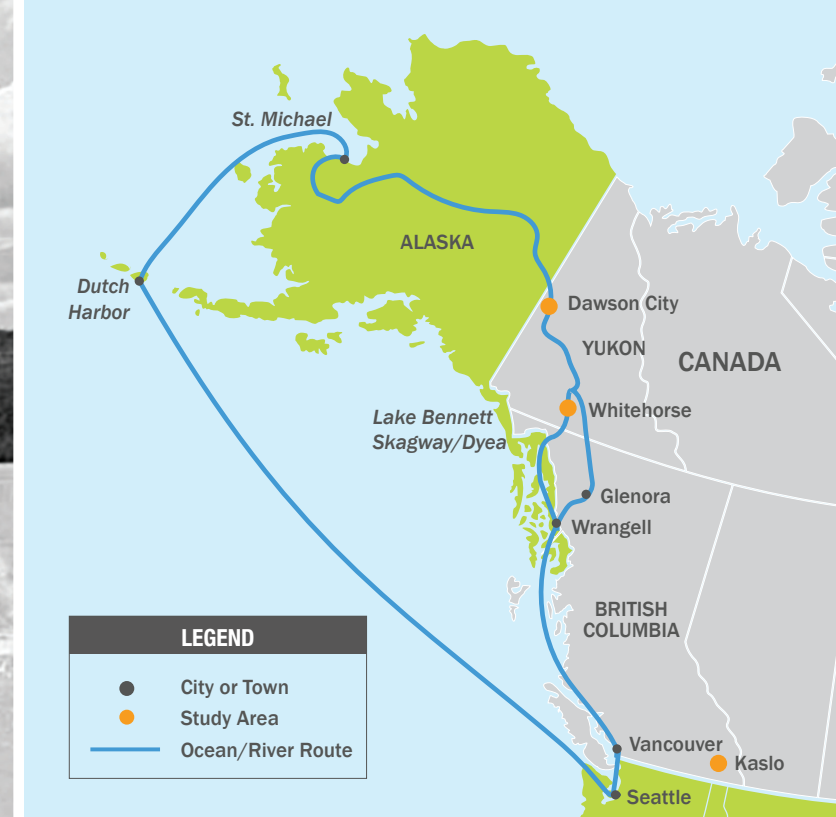 St. Michael
ALASKA
Dutch
Harbor
Dawson City
YUKON
CANADA
Lake Bennett
Skagway/Dyea
Whitehorse
Glenora
Wrangell
BRITISH
COLUMBIA
LEGEND
City or Town
Study Area
Ocean/River Route
Vancouver
Kaslo
Seattle